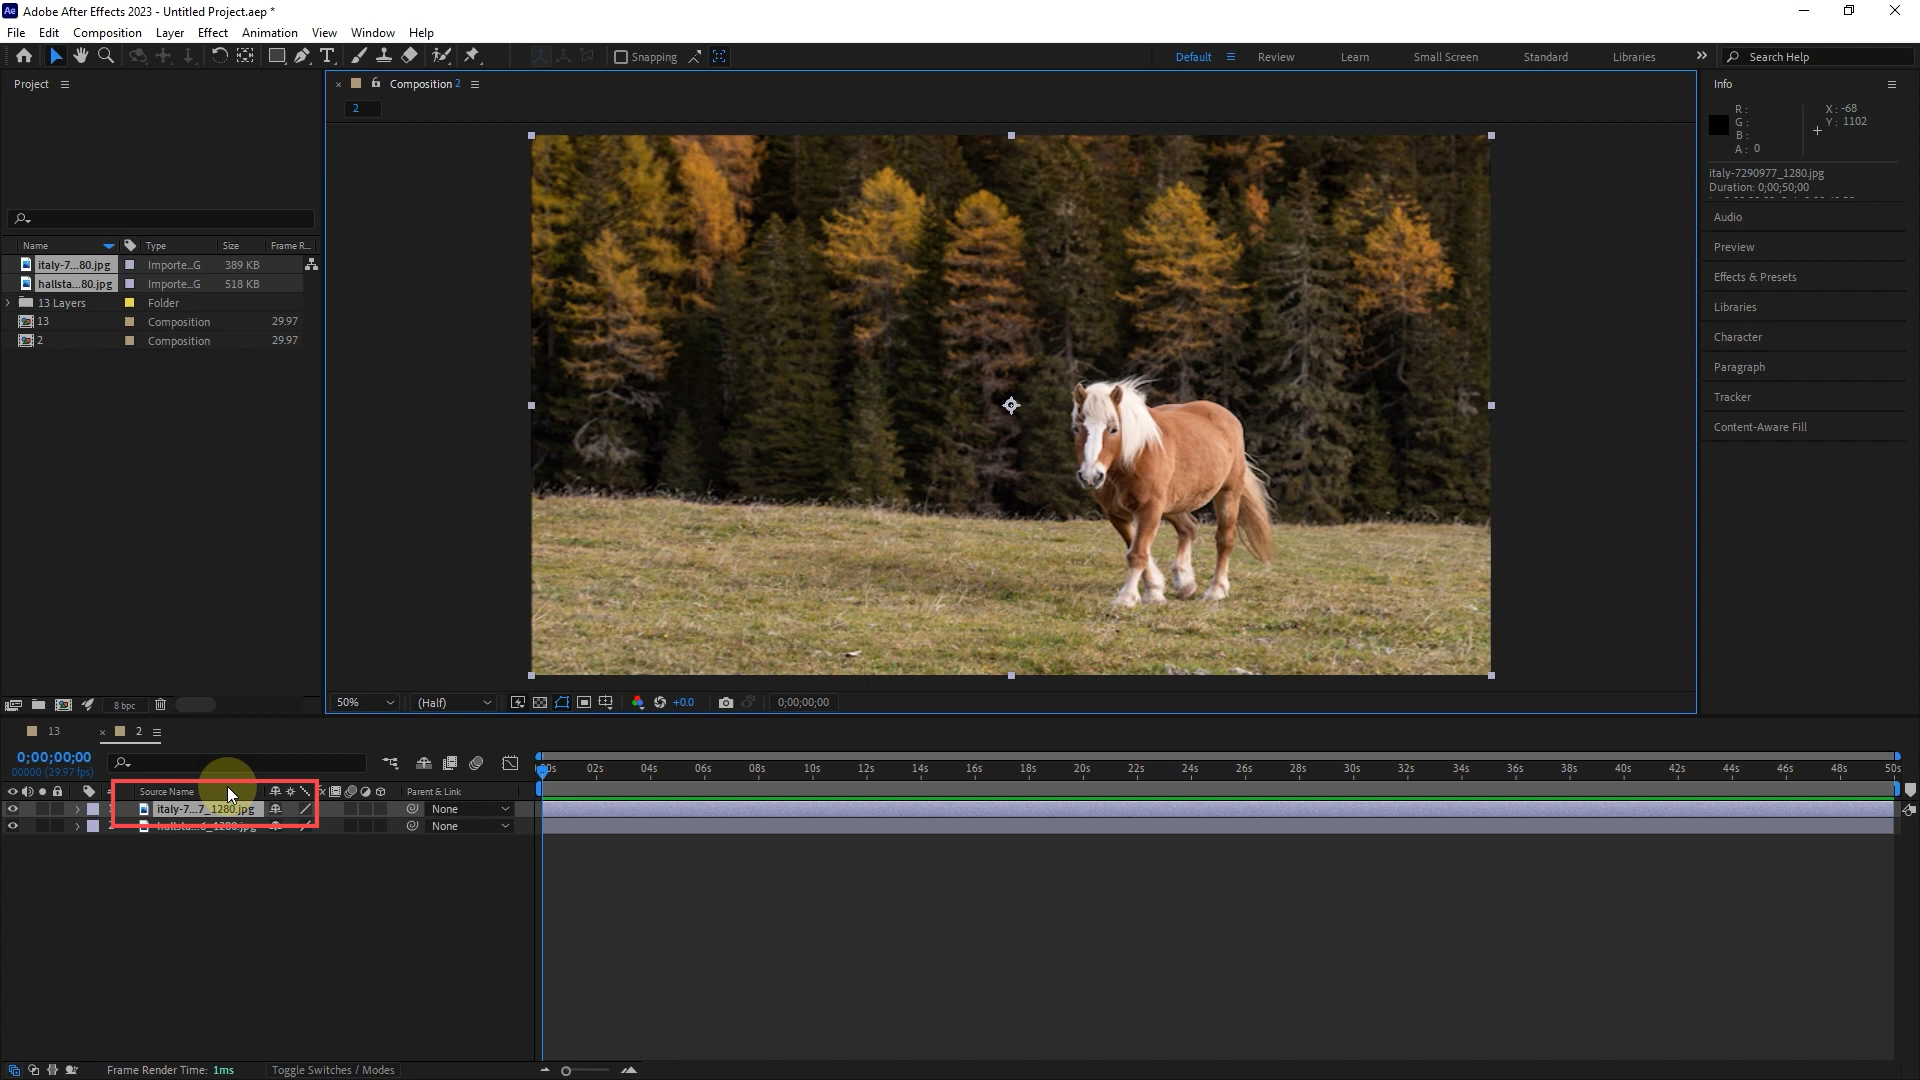 Ae Adobe After Effects 2023 - Untitled Project.aep *
File Edit Composition Layer Effect Animation View Window Help
Snapping Default Review Learn Small Screen Standard Libraries Search Help
Project
Composition 2
2
Info
R:
G:
B:
A: 0
X: -68
Y: 1102
italy-7290977_1280.jpg
Duration: 0;00;50;00
Audio
Preview
Effects & Presets
Libraries
Character
Paragraph
Tracker
Content-Aware Fill
Name Type Size Frame R...
italy-7...80.jpg Importe...G 389 KB
hallsta...80.jpg Importe...G 518 KB
13 Layers Folder
13 Composition 29.97
2 Composition 29.97
8 bpc
50% (Half) +0.0 0;00;00;00
13 2
0;00;00;00
00000 (29.97 fps)
02s 04s 06s 08s 10s 12s 14s 16s 18s 20s 22s 24s 26s 28s 30s 32s 34s 36s 38s 40s 42s 44s 46s 48s 50s
Source Name Parent & Link
italy-7...7_1280.jpg None
None
Frame Render Time: 1ms Toggle Switches / Modes